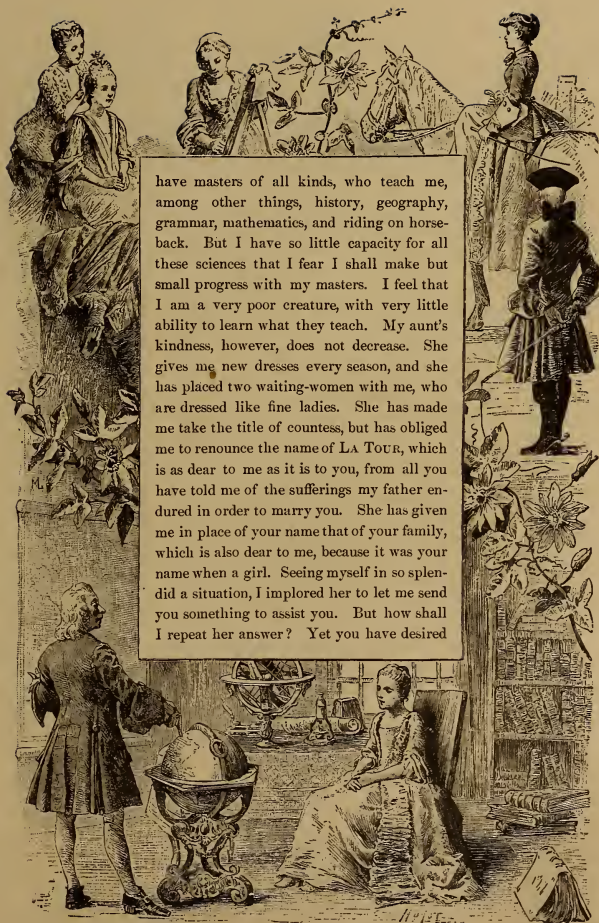 have masters of all kinds, who teach me,
among other things, history, geography,
grammar, mathematics, and riding on horse-
back. But I have so little capacity for all
these sciences that I fear I shall make but
small progress with my masters. I feel that
I am a very poor creature, with very little
ability to learn what they teach. My aunt's
kindness, however, does not decrease. She
gives me new dresses every season, and she
has placed two waiting-women with me, who
are dressed like fine ladies. She has made
me take the title of countess, but has obliged
me to renounce the name of LA TOUR, which
is as dear to me as it is to you, from all you
have told me of the sufferings my father en-
dured in order to marry you. She has given
me in place of your name that of your family,
which is also dear to me, because it was your
name when a girl. Seeing myself in so splen-
did a situation, I implored her to let me send
you something to assist you. But how shall
I repeat her answer? Yet you have desired